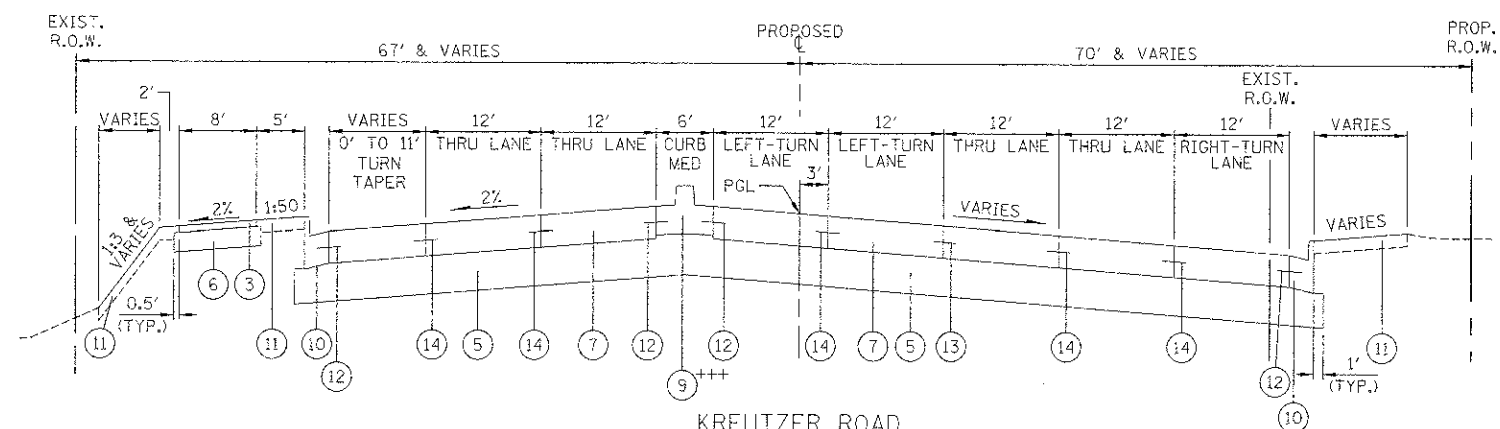 EXIST.
R.O.W.
67' & VARIES
PROPOSED
℄
70' & VARIES
PROP.
R.O.W.
EXIST.
R.O.W.
2'
VARIES
8'
5'
VARIES
0' TO 11'
TURN
TAPER
12'
THRU LANE
12'
THRU LANE
6'
CURB
MED
12'
LEFT-TURN
LANE
12'
LEFT-TURN
LANE
12'
THRU LANE
12'
THRU LANE
12'
RIGHT-TURN
LANE
VARIES
3'
PGL
1:3 &
VARIES
2%
1:50
2%
VARIES
VARIES
6
3
0.5'
(TYP.)
11
11
10
12
14
5
14
7
12
9
+++
12
14
7
5
13
14
14
12
10
1'
(TYP.)
11
KREUTZER ROAD